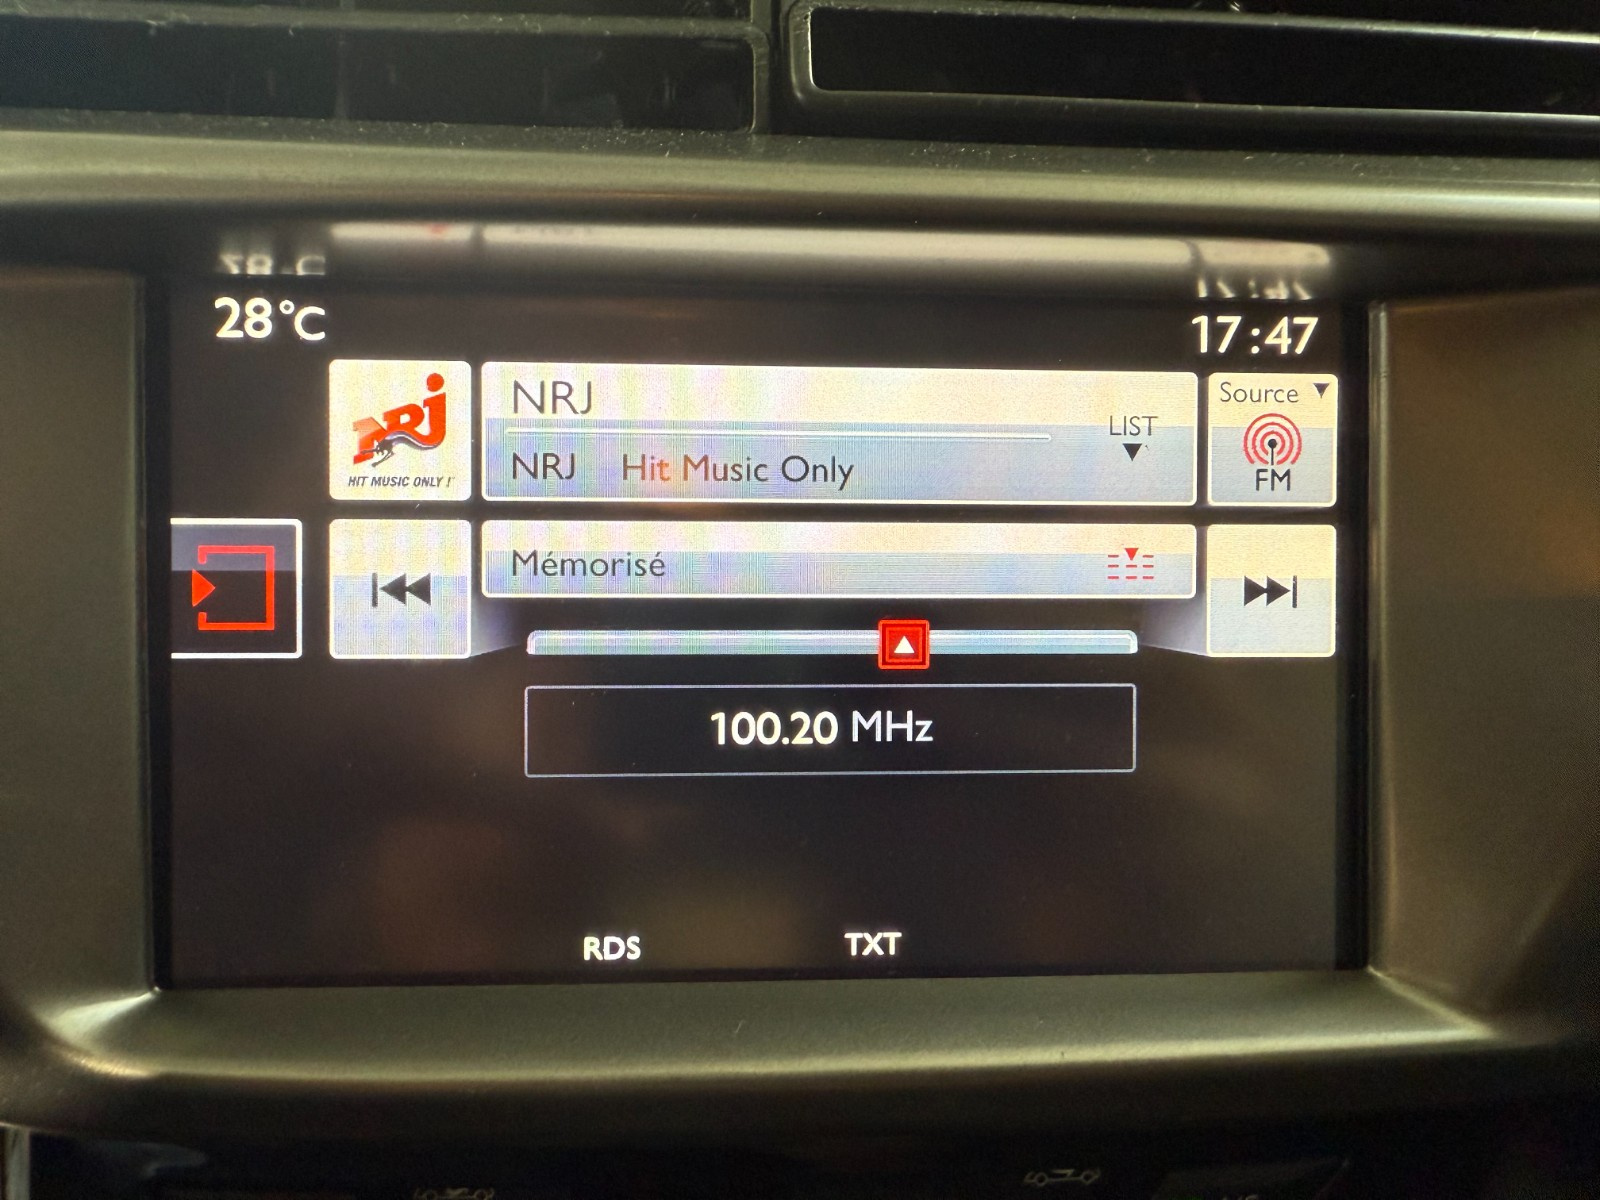 28°C
17:47
NRJ
HIT MUSIC ONLY !
NRJ
NRJ Hit Music Only
LIST
Source
FM
Mémorisé
100.20 MHz
RDS
TXT